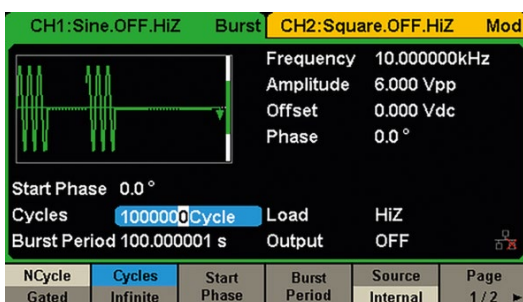 CH1:Sine.OFF.HiZ Burst CH2:Square.OFF.HiZ Mod
Frequency 10.000000kHz
Amplitude 6.000 Vpp
Offset 0.000 Vdc
Phase 0.0 °
Start Phase 0.0 °
Cycles 1000000Cycle Load HiZ
Burst Period 100.000001 s Output OFF
NCycle Cycles Start Burst Source Page
Gated Infinite Phase Period Internal 1 / 2 ►